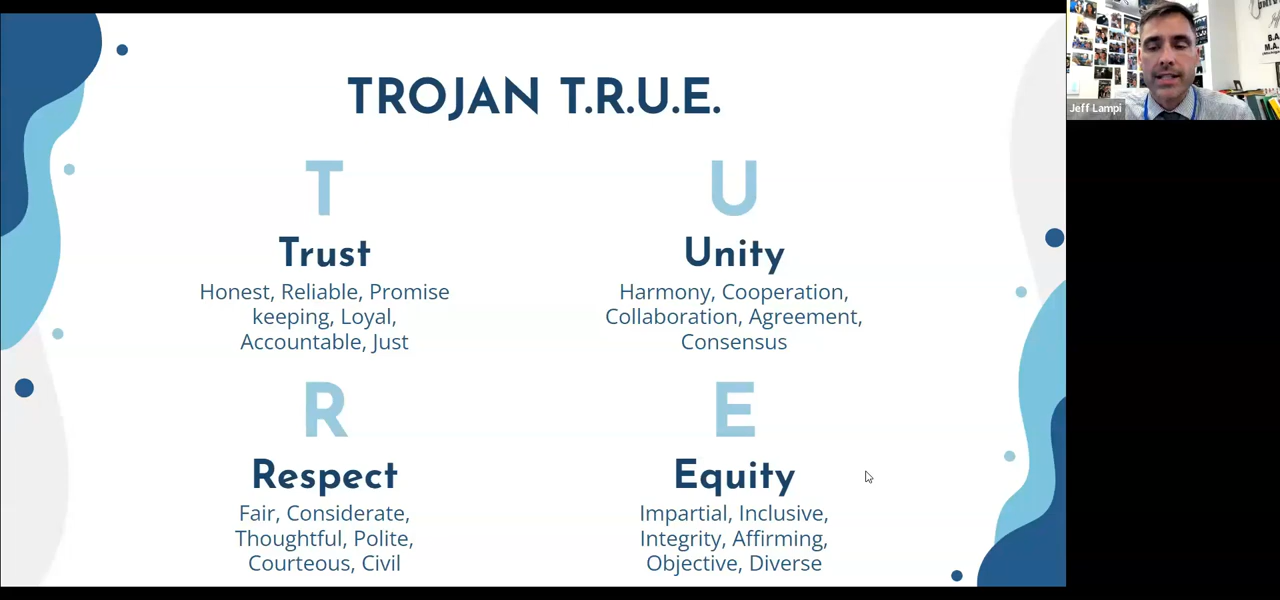 TROJAN T.R.U.E.
T
Trust
Honest, Reliable, Promise
keeping, Loyal,
Accountable, Just
U
Unity
Harmony, Cooperation,
Collaboration, Agreement,
Consensus
R
Respect
Fair, Considerate,
Thoughtful, Polite,
Courteous, Civil
E
Equity
Impartial, Inclusive,
Integrity, Affirming,
Objective, Diverse
Jeff Lampi
B.A.
M.A.